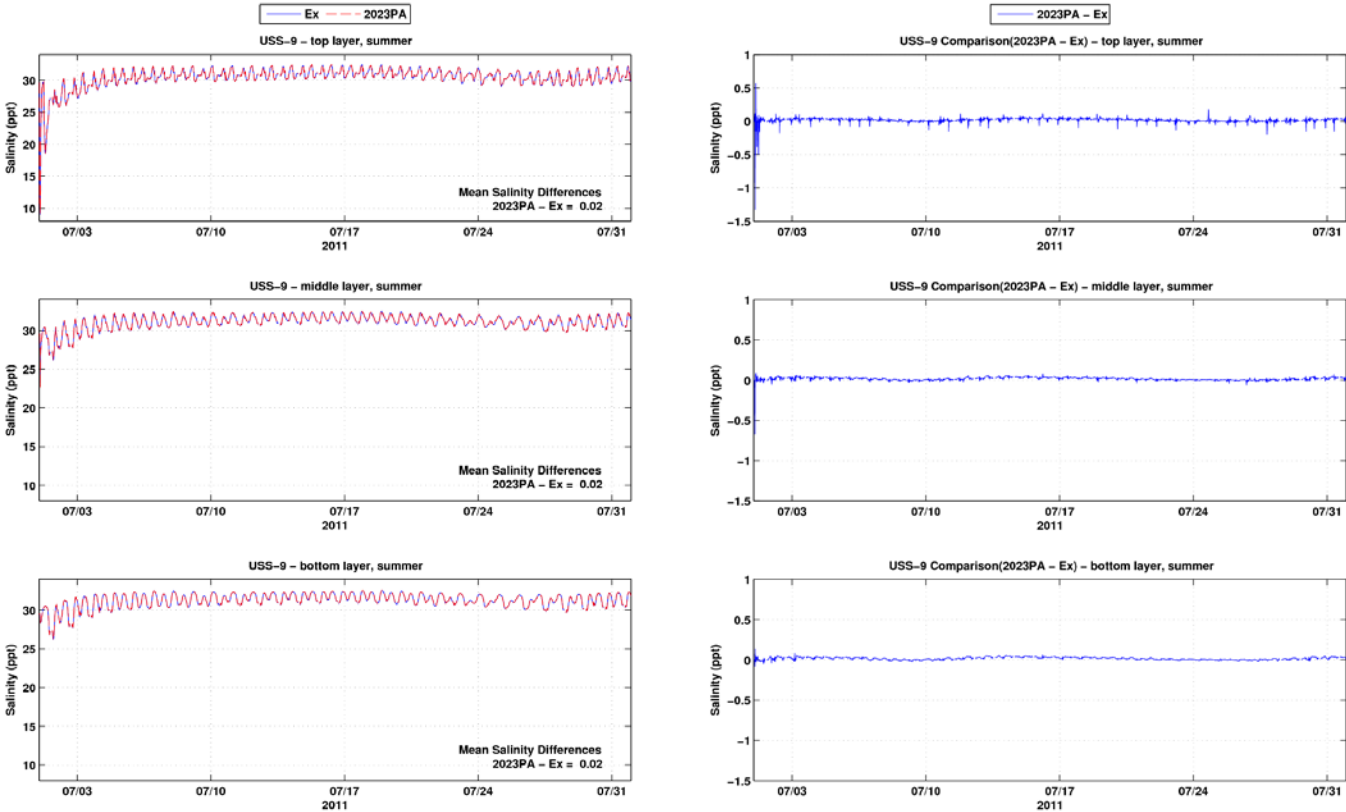 Ex 2023PA
USS-9 - top layer, summer
Salinity (ppt)
30
25
20
15
10
Mean Salinity Differences
2023PA - Ex = 0.02
07/03 07/10 07/17 07/24 07/31
2011
2023PA - Ex
USS-9 Comparison(2023PA - Ex) - top layer, summer
Salinity (ppt)
1
0.5
0
-0.5
-1
-1.5
07/03 07/10 07/17 07/24 07/31
2011
USS-9 - middle layer, summer
Salinity (ppt)
30
25
20
15
10
Mean Salinity Differences
2023PA - Ex = 0.02
07/03 07/10 07/17 07/24 07/31
2011
USS-9 Comparison(2023PA - Ex) - middle layer, summer
Salinity (ppt)
1
0.5
0
-0.5
-1
-1.5
07/03 07/10 07/17 07/24 07/31
2011
USS-9 - bottom layer, summer
Salinity (ppt)
30
25
20
15
10
Mean Salinity Differences
2023PA - Ex = 0.02
07/03 07/10 07/17 07/24 07/31
2011
USS-9 Comparison(2023PA - Ex) - bottom layer, summer
Salinity (ppt)
1
0.5
0
-0.5
-1
-1.5
07/03 07/10 07/17 07/24 07/31
2011